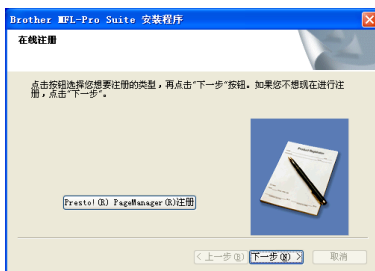 Brother MFL-Pro Suite 安装程序
在线注册
点击按钮选择您想要注册的类型，再点击“下一步”按钮。如果您不想现在进行注
册，点击“下一步”。
Presto!(R) PageManager(R)注册
< 上一步(B)
下一步(N) >
取消